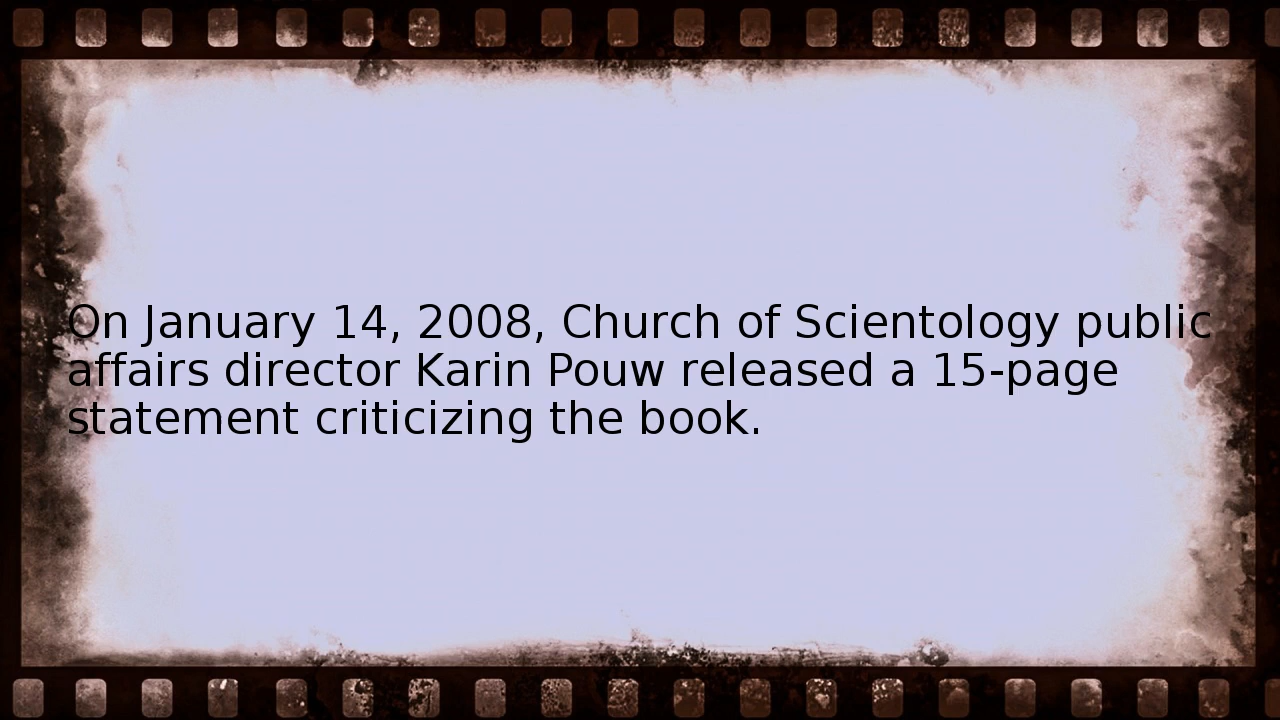 On January 14, 2008, Church of Scientology public
affairs director Karin Pouw released a 15-page
statement criticizing the book.